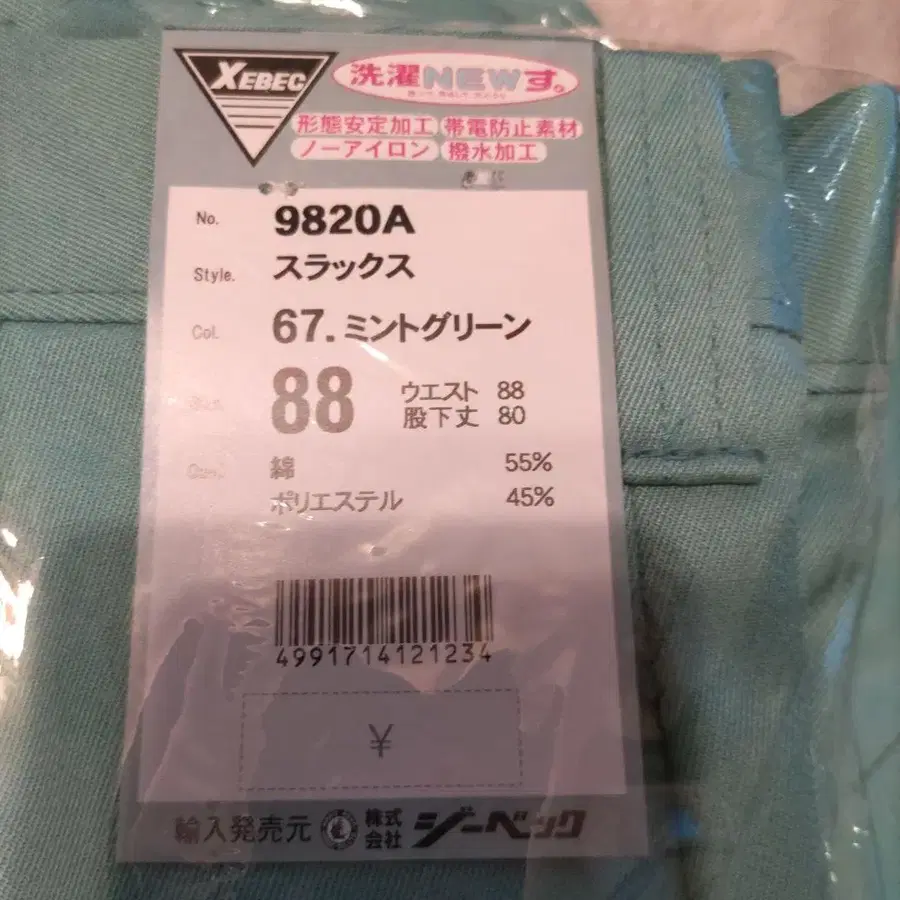 XEBEC
洗濯NEWす。
形態安定加工 帯電防止素材
ノーアイロン 撥水加工
No. 9820A
Style. スラックス
Col. 67.ミントグリーン
88 ウエスト 88
股下丈 80
綿 55%
ポリエステル 45%
4991714121234
¥
輸入発売元 株式会社 ジーベック